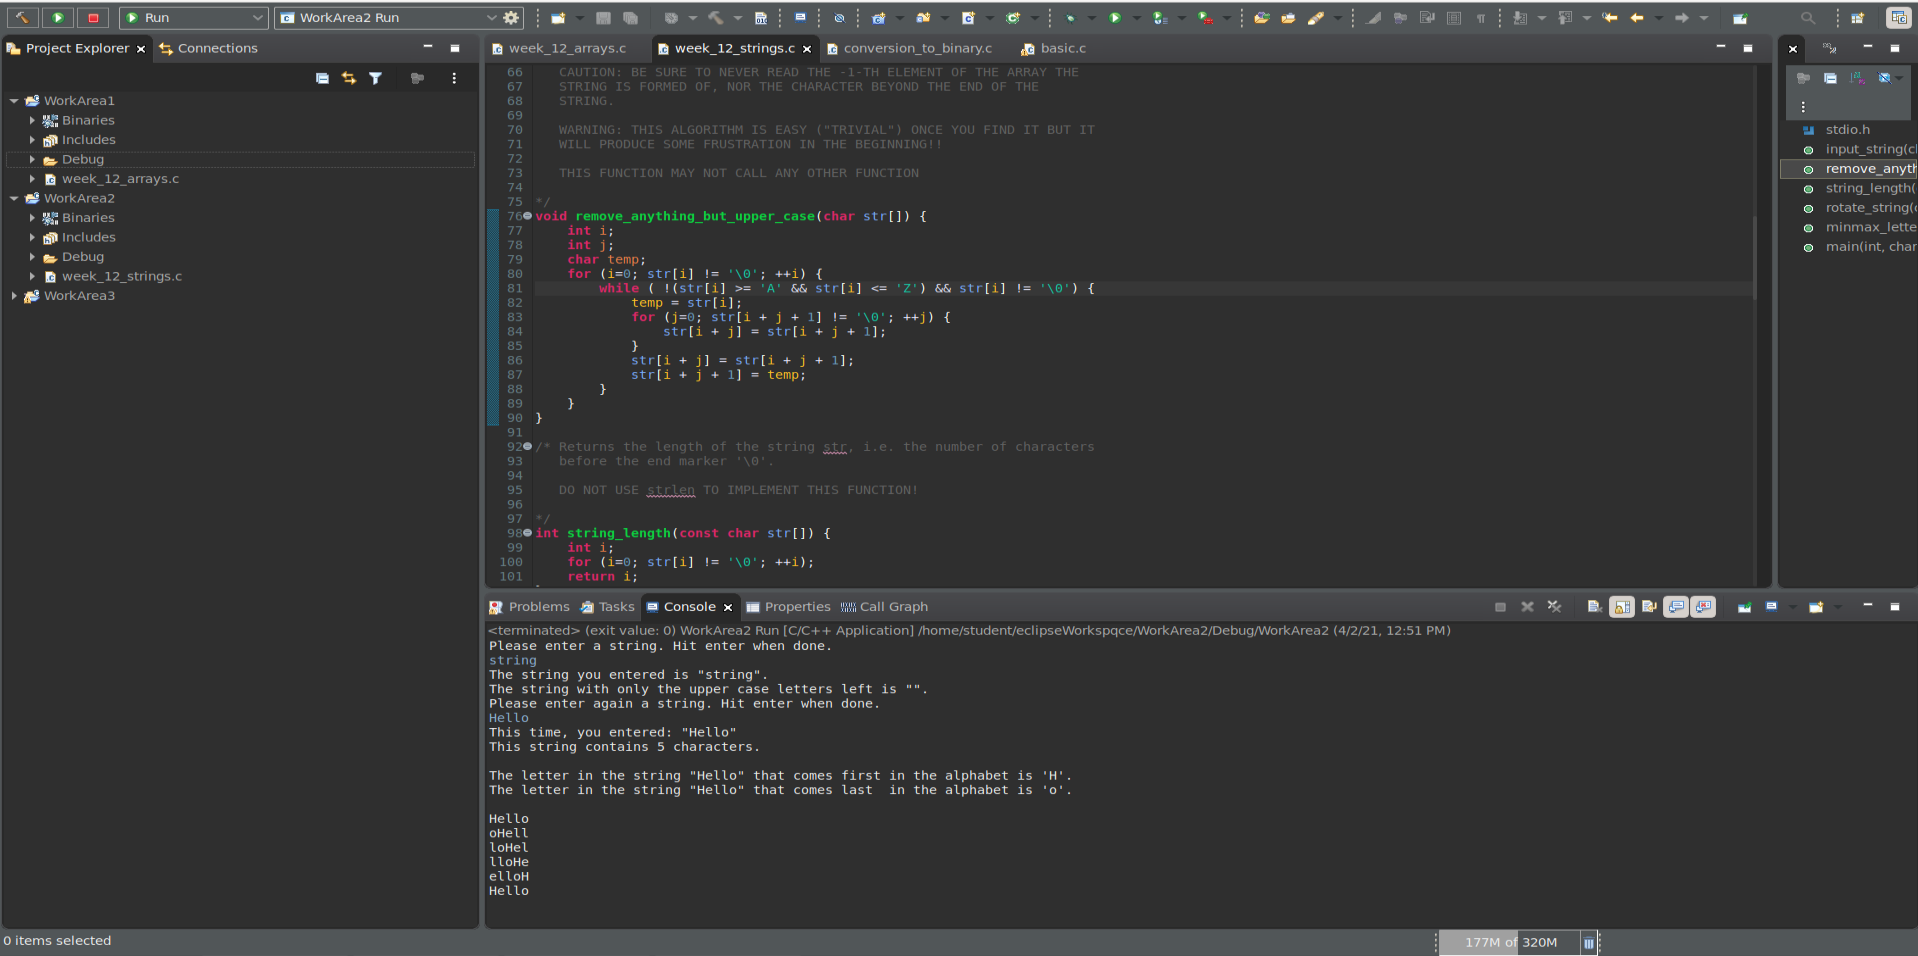 Run
WorkArea2 Run
Project Explorer
Connections
WorkArea1
Binaries
Includes
Debug
week_12_arrays.c
WorkArea2
Binaries
Includes
Debug
week_12_strings.c
WorkArea3
week_12_arrays.c
week_12_strings.c
conversion_to_binary.c
basic.c
66 CAUTION: BE SURE TO NEVER READ THE -1-TH ELEMENT OF THE ARRAY THE
67 STRING IS FORMED OF, NOR THE CHARACTER BEYOND THE END OF THE
68 STRING.
69
70 WARNING: THIS ALGORITHM IS EASY ("TRIVIAL") ONCE YOU FIND IT BUT IT
71 WILL PRODUCE SOME FRUSTRATION IN THE BEGINNING!!
72
73 THIS FUNCTION MAY NOT CALL ANY OTHER FUNCTION
74
75 */
76 void remove_anything_but_upper_case(char str[]) {
77 int i;
78 int j;
79 char temp;
80 for (i=0; str[i] != '\0'; ++i) {
81 while ( !(str[i] >= 'A' && str[i] <= 'Z') && str[i] != '\0') {
82 temp = str[i];
83 for (j=0; str[i + j + 1] != '\0'; ++j) {
84 str[i + j] = str[i + j + 1];
85 }
86 str[i + j] = str[i + j + 1];
87 str[i + j + 1] = temp;
88 }
89 }
90 }
91
92 /* Returns the length of the string str, i.e. the number of characters
93 before the end marker '\0'.
94
95 DO NOT USE strlen TO IMPLEMENT THIS FUNCTION!
96
97 */
98 int string_length(const char str[]) {
99 int i;
100 for (i=0; str[i] != '\0'; ++i);
101 return i;
stdio.h
input_string(cl
remove_anyth
string_length(
rotate_string(c
minmax_lette
main(int, char
Problems
Tasks
Console
Properties
Call Graph
<terminated> (exit value: 0) WorkArea2 Run [C/C++ Application] /home/student/eclipseWorkspqce/WorkArea2/Debug/WorkArea2 (4/2/21, 12:51 PM)
Please enter a string. Hit enter when done.
string
The string you entered is "string".
The string with only the upper case letters left is "".
Please enter again a string. Hit enter when done.
Hello
This time, you entered: "Hello"
This string contains 5 characters.

The letter in the string "Hello" that comes first in the alphabet is 'H'.
The letter in the string "Hello" that comes last  in the alphabet is 'o'.

Hello
oHell
loHel
lloHe
elloH
Hello
0 items selected
177M of 320M